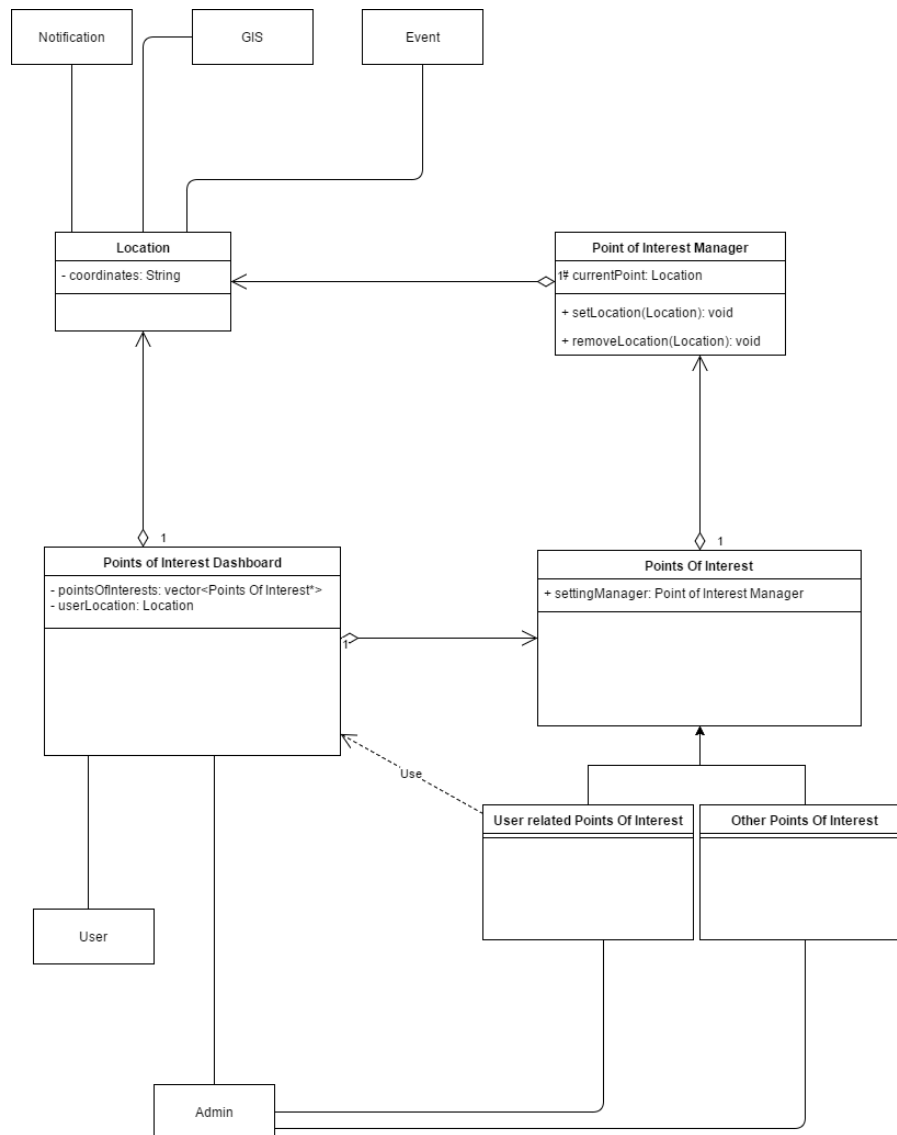 Notification
GIS
Event
Location
- coordinates: String
Point of Interest Manager
1
# currentPoint: Location
+ setLocation(Location): void
+ removeLocation(Location): void
1
1
Points of Interest Dashboard
- pointsOfInterests: vector<Points Of Interest*>
- userLocation: Location
Points Of Interest
+ settingManager: Point of Interest Manager
1
Use
User related Points Of Interest
Other Points Of Interest
User
Admin